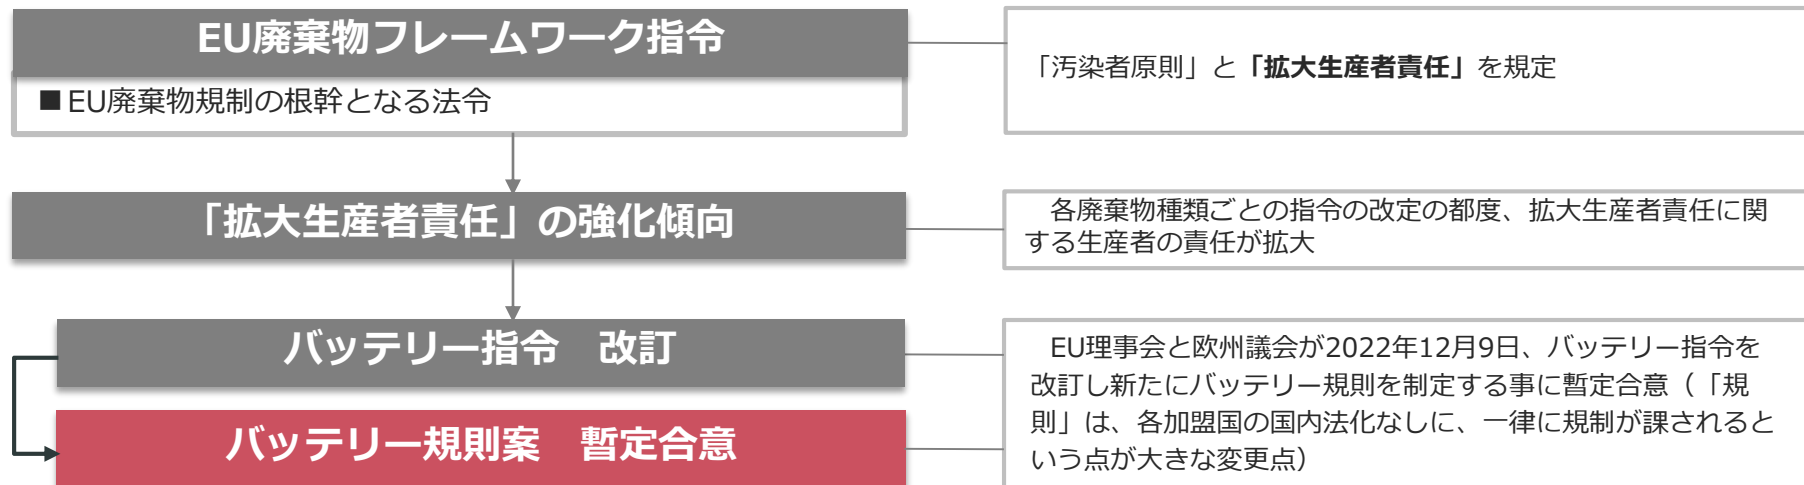 EU廃棄物フレームワーク指令
■EU廃棄物規制の根幹となる法令
「汚染者原則」と「拡大生産者責任」を規定
「拡大生産者責任」の強化傾向
各廃棄物種類ごとの指令の改定の都度、拡大生産者責任に関
する生産者の責任が拡大
バッテリー指令　改訂
バッテリー規則案　暫定合意
EU理事会と欧州議会が2022年12月9日、バッテリー指令を
改訂し新たにバッテリー規則を制定する事に暫定合意（「規
則」は、各加盟国の国内法化なしに、一律に規制が課されると
いう点が大きな変更点）